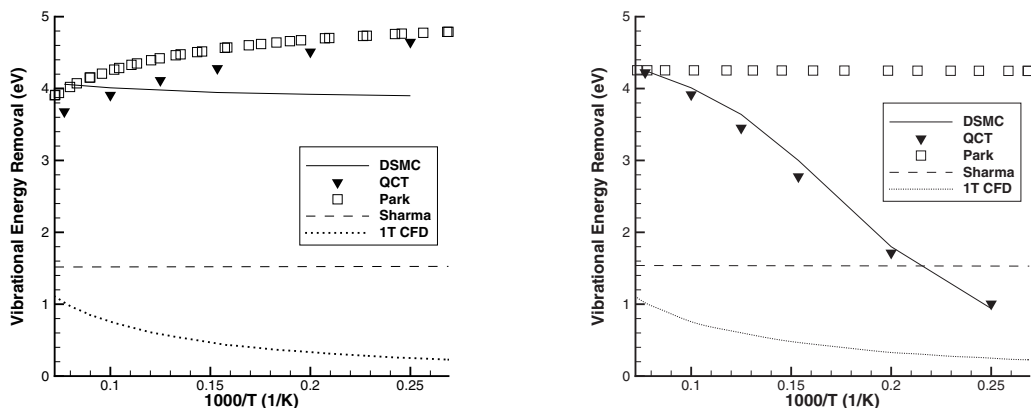 Vibrational Energy Removal (eV)
5
4
3
2
1
0
DSMC
QCT
Park
Sharma
1T CFD
0.1
0.15
0.2
0.25
1000/T (1/K)
Vibrational Energy Removal (eV)
5
4
3
2
1
0
DSMC
QCT
Park
Sharma
1T CFD
0.1
0.15
0.2
0.25
1000/T (1/K)